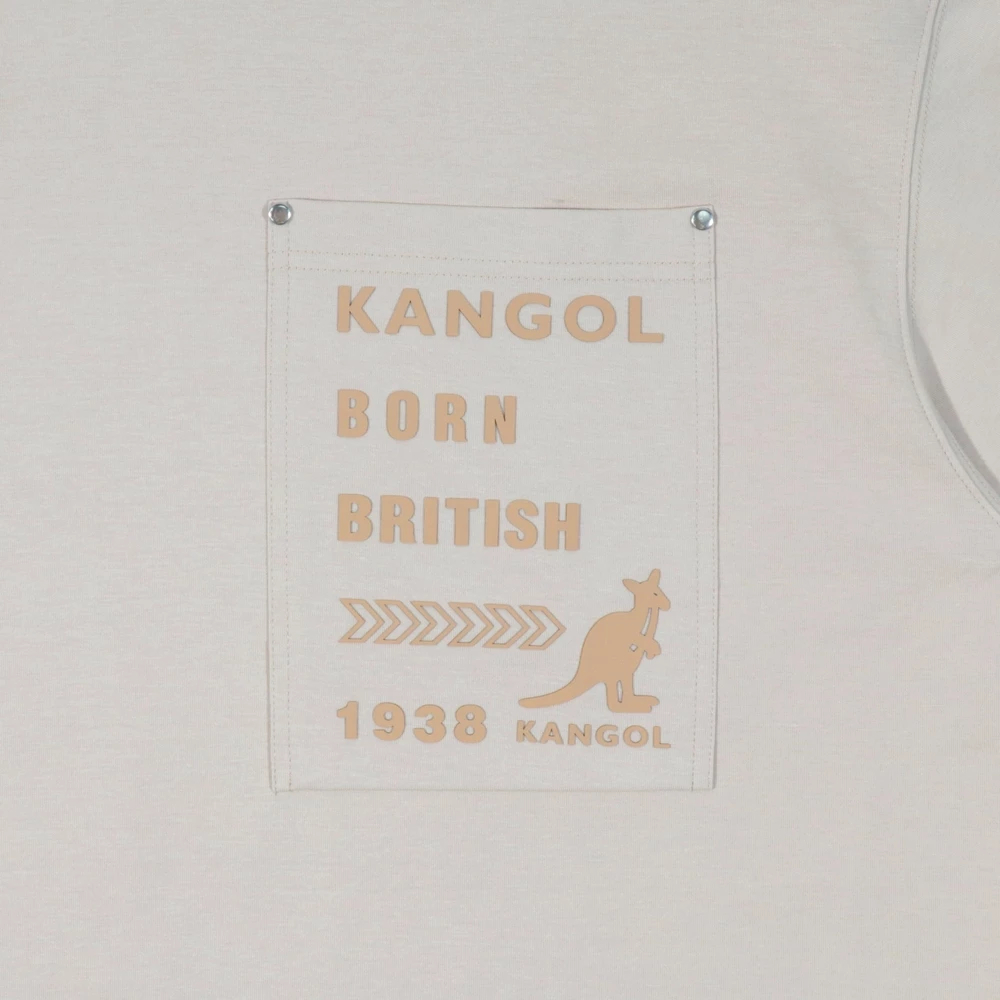 KANGOL
BORN
BRITISH
1938
KANGOL